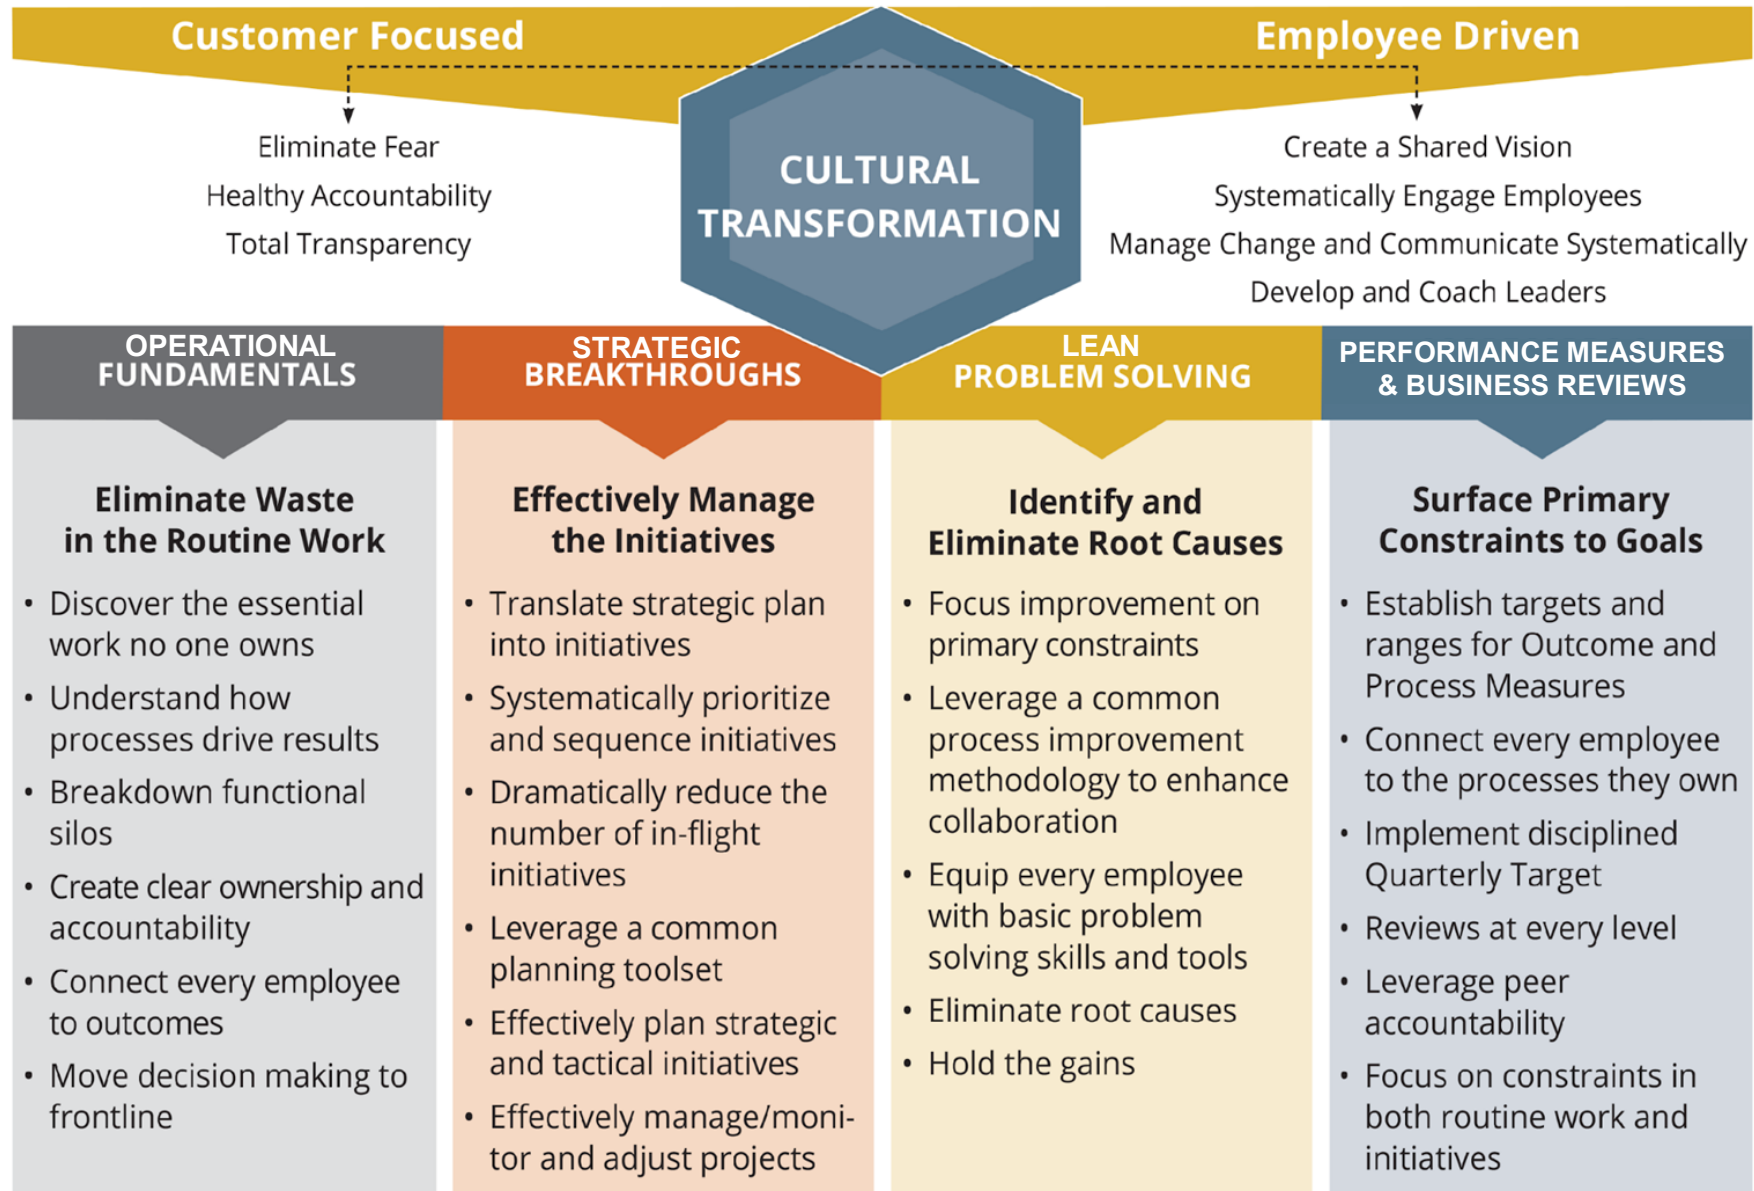 Customer Focused
Employee Driven
Eliminate Fear
Healthy Accountability
Total Transparency
CULTURAL
TRANSFORMATION
Create a Shared Vision
Systematically Engage Employees
Manage Change and Communicate Systematically
Develop and Coach Leaders
OPERATIONAL
FUNDAMENTALS
Eliminate Waste
in the Routine Work
• Discover the essential
work no one owns
• Understand how
processes drive results
• Breakdown functional
silos
• Create clear ownership and
accountability
• Connect every employee
to outcomes
• Move decision making to
frontline
STRATEGIC
BREAKTHROUGHS
Effectively Manage
the Initiatives
• Translate strategic plan
into initiatives
• Systematically prioritize
and sequence initiatives
• Dramatically reduce the
number of in-flight
initiatives
• Leverage a common
planning toolset
• Effectively plan strategic
and tactical initiatives
• Effectively manage/moni-
tor and adjust projects
LEAN
PROBLEM SOLVING
Identify and
Eliminate Root Causes
• Focus improvement on
primary constraints
• Leverage a common
process improvement
methodology to enhance
collaboration
• Equip every employee
with basic problem
solving skills and tools
• Eliminate root causes
• Hold the gains
PERFORMANCE MEASURES
& BUSINESS REVIEWS
Surface Primary
Constraints to Goals
• Establish targets and
ranges for Outcome and
Process Measures
• Connect every employee
to the processes they own
• Implement disciplined
Quarterly Target
• Reviews at every level
• Leverage peer
accountability
• Focus on constraints in
both routine work and
initiatives